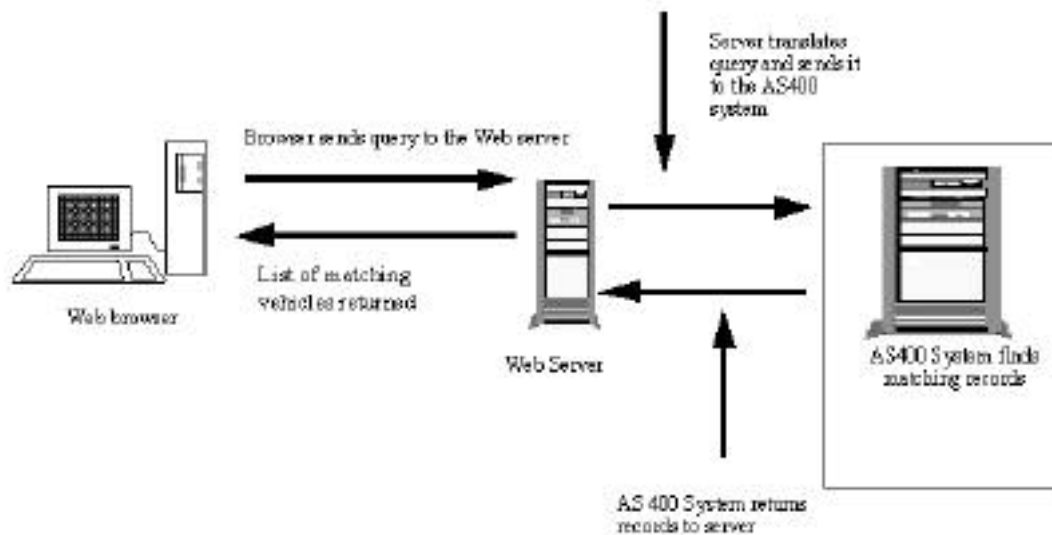 Server translates
query and sends it
to the AS400
system
Browser sends query to the Web server
List of matching
vehicles returned
Web browser
Web Server
AS400 System finds
matching records
AS 400 System returns
records to server